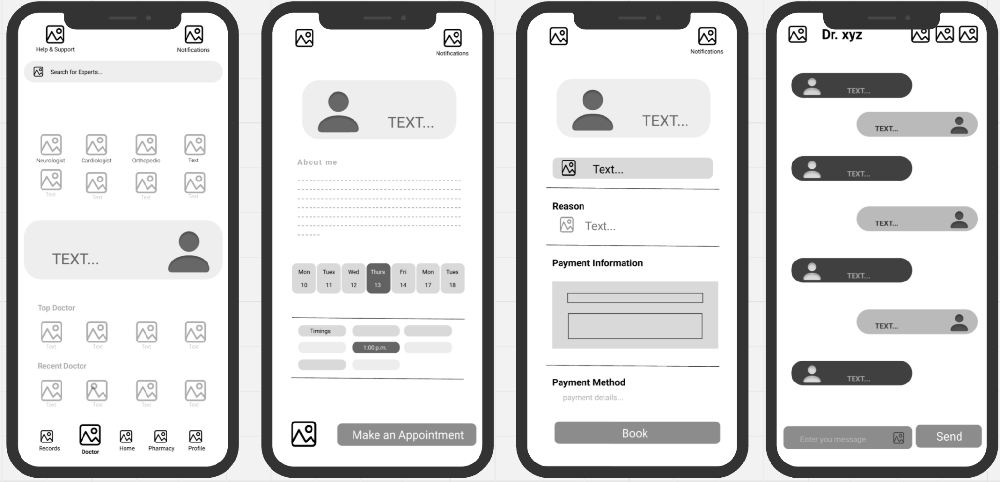 Help & Support
Notifications
Search for Experts...
Neurologist Cardiologist Orthopedic Text
Text Text Text Text
TEXT...
Top Doctor
Text Text Text Text
Recent Doctor
Text Text Text Text
Records Doctor Home Pharmacy Profile
Notifications
TEXT...
About me
Mon Tues Wed Thurs Fri Mon Tues
10 11 12 13 14 17 18
Timings
1:00 p.m.
Make an Appointment
Notifications
TEXT...
Text...
Reason
Text...
Payment Information
Payment Method
payment details...
Book
Dr. xyz
TEXT...
TEXT...
TEXT...
TEXT...
TEXT...
TEXT...
TEXT...
Enter you message
Send